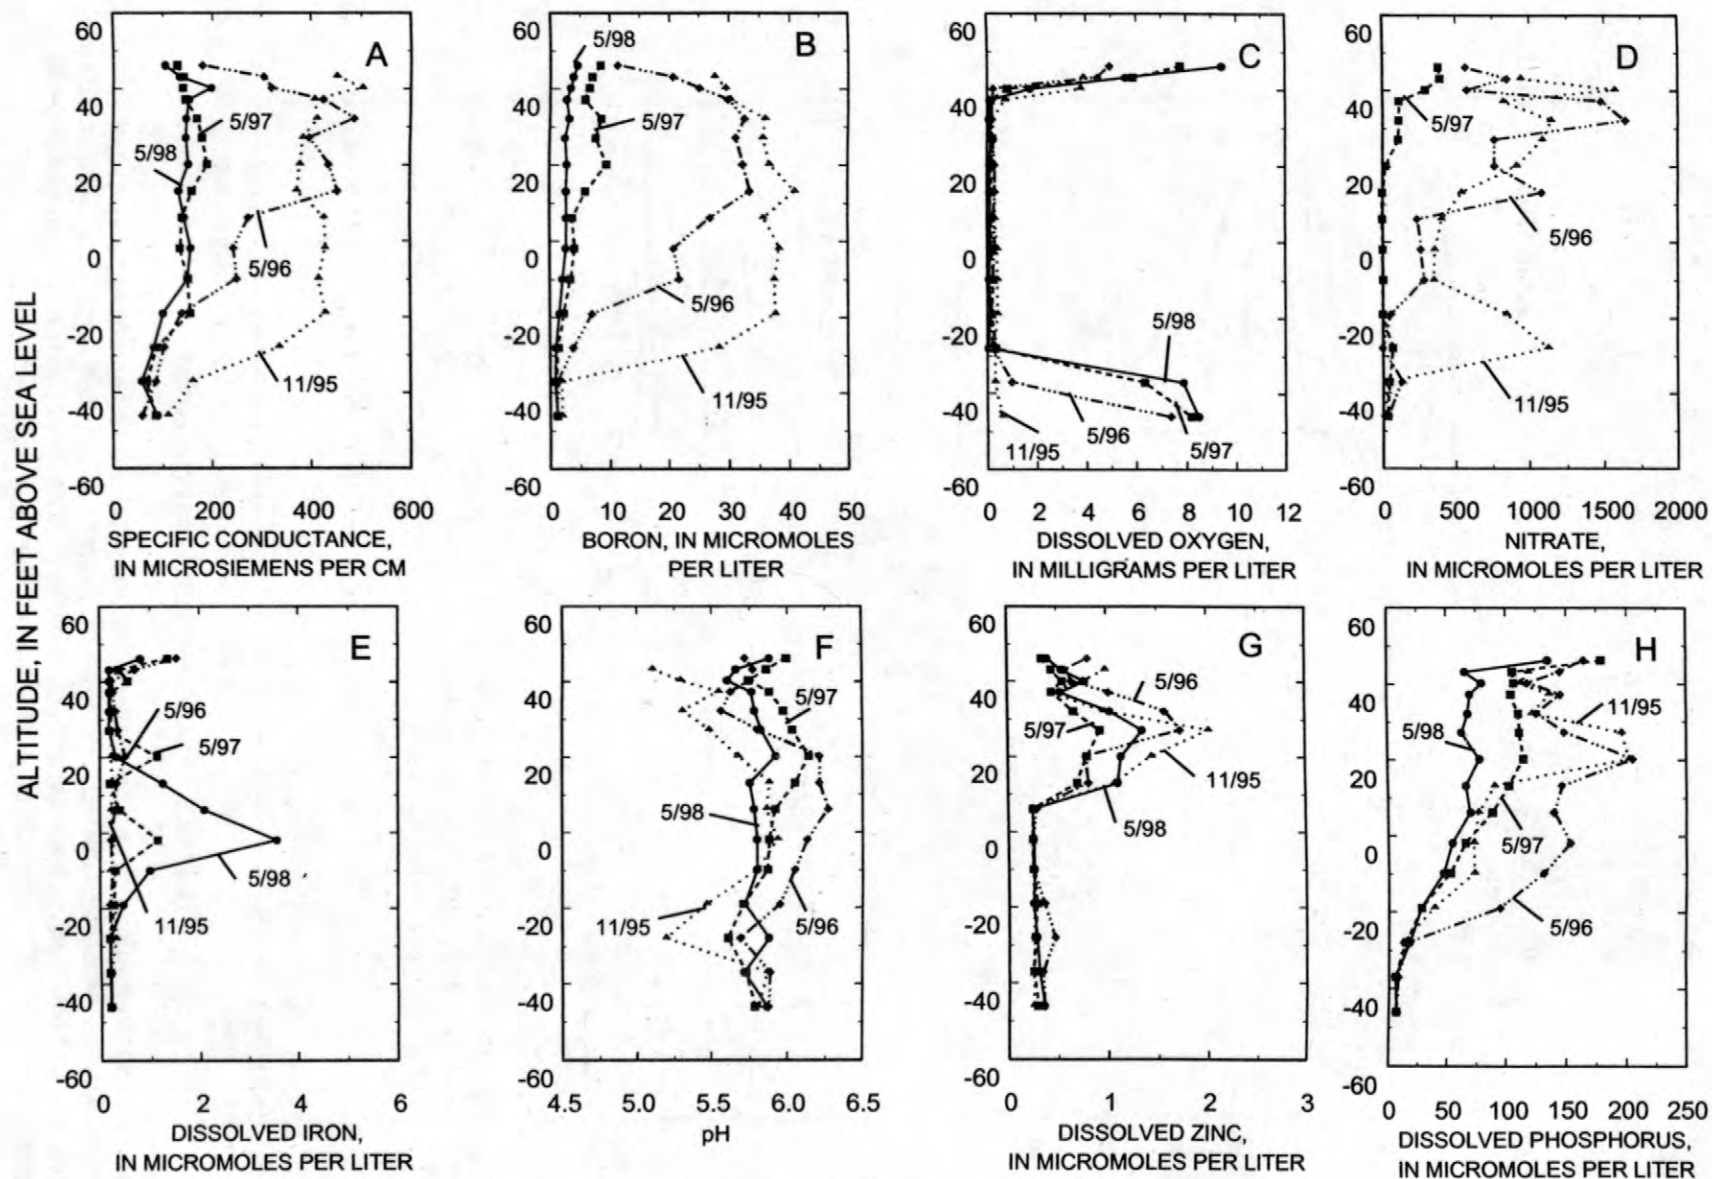 ALTITUDE, IN FEET ABOVE SEA LEVEL
A
60
40
20
0
-20
-40
-60
5/97
5/98
5/96
11/95
0 200 400 600
SPECIFIC CONDUCTANCE,
IN MICROSIEMENS PER CM
B
60
40
20
0
-20
-40
-60
5/98
5/97
5/96
11/95
0 10 20 30 40 50
BORON, IN MICROMOLES
PER LITER
C
60
40
20
0
-20
-40
-60
5/98
11/95
5/96
5/97
0 2 4 6 8 10 12
DISSOLVED OXYGEN,
IN MILLIGRAMS PER LITER
D
60
40
20
0
-20
-40
-60
5/97
5/96
11/95
0 500 1000 1500 2000
NITRATE,
IN MICROMOLES PER LITER
E
60
40
20
0
-20
-40
-60
5/96
5/97
5/98
11/95
0 2 4 6
DISSOLVED IRON,
IN MICROMOLES PER LITER
F
60
40
20
0
-20
-40
-60
5/97
5/98
11/95
5/96
4.5 5.0 5.5 6.0 6.5
pH
G
60
40
20
0
-20
-40
-60
5/96
5/97
11/95
5/98
0 1 2 3
DISSOLVED ZINC,
IN MICROMOLES PER LITER
H
60
40
20
0
-20
-40
-60
11/95
5/98
5/97
5/96
0 50 100 150 200 250
DISSOLVED PHOSPHORUS,
IN MICROMOLES PER LITER